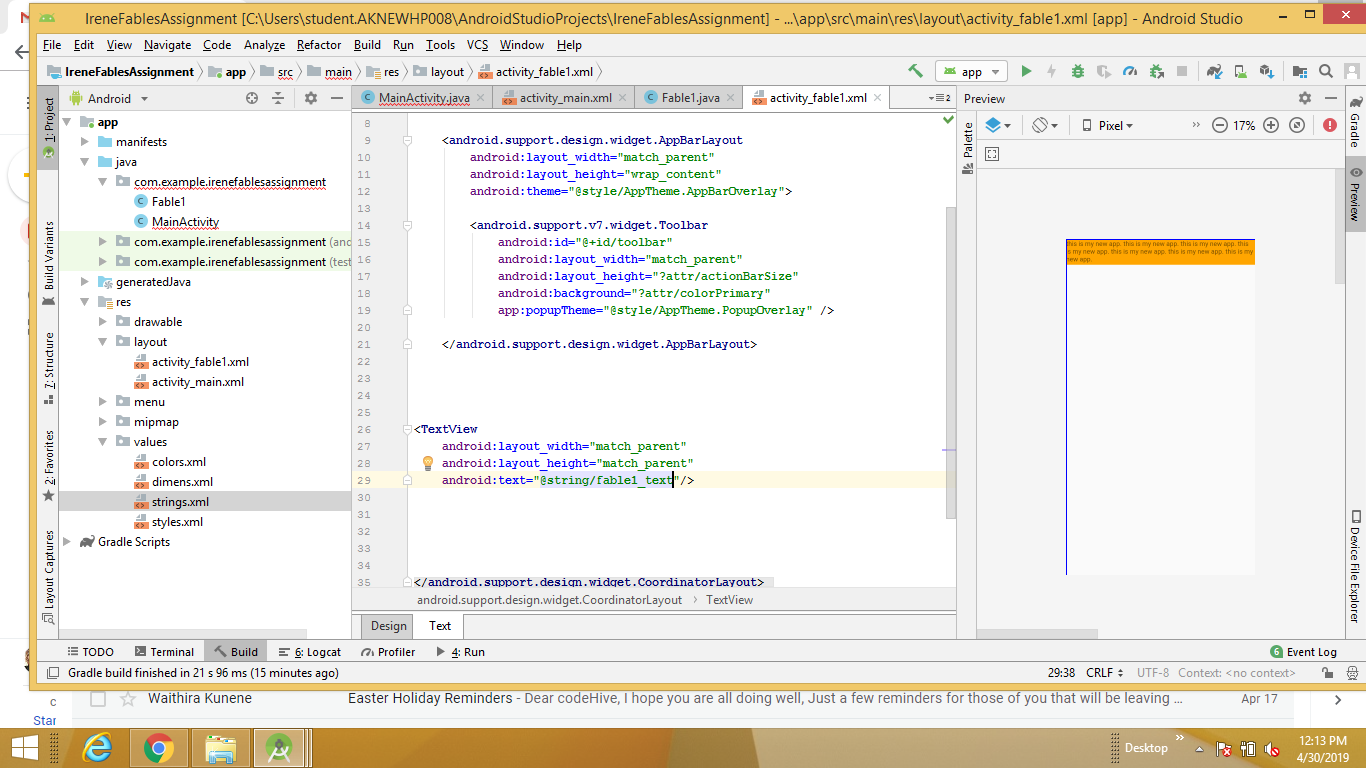 IreneFablesAssignment [C:\Users\student.AKNEWHP008\AndroidStudioProjects\IreneFablesAssignment] - ...\app\src\main\res\layout\activity_fable1.xml [app] - Android Studio
File Edit View Navigate Code Analyze Refactor Build Run Tools VCS Window Help
IreneFablesAssignment app src main res layout activity_fable1.xml app
Android
MainActivity.java activity_main.xml Fable1.java activity_fable1.xml 2
Preview
1: Project
Build Variants
7: Structure
2: Favorites
Layout Captures
app
manifests
java
com.example.irenefablesassignment
Fable1
MainActivity
com.example.irenefablesassignment (and
com.example.irenefablesassignment (test
generatedJava
res
drawable
layout
activity_fable1.xml
activity_main.xml
menu
mipmap
values
colors.xml
dimens.xml
strings.xml
styles.xml
Gradle Scripts
8
9 <android.support.design.widget.AppBarLayout
10 android:layout_width="match_parent"
11 android:layout_height="wrap_content"
12 android:theme="@style/AppTheme.AppBarOverlay">
13
14 <android.support.v7.widget.Toolbar
15 android:id="@+id/toolbar"
16 android:layout_width="match_parent"
17 android:layout_height="?attr/actionBarSize"
18 android:background="?attr/colorPrimary"
19 app:popupTheme="@style/AppTheme.PopupOverlay" />
20
21 </android.support.design.widget.AppBarLayout>
22
23
24
25
26 <TextView
27 android:layout_width="match_parent"
28 android:layout_height="match_parent"
29 android:text="@string/fable1_text"/>
30
31
32
33
34
35 </android.support.design.widget.CoordinatorLayout>
android.support.design.widget.CoordinatorLayout TextView
Design Text
Palette
Pixel 17%
this is my new app. this is my new app. this is my new app. this
is my new app. this is my new app. this is my new app. this is my
new app.
Gradle
Preview
Device File Explorer
TODO Terminal Build 6: Logcat Profiler 4: Run 6 Event Log
Gradle build finished in 21 s 96 ms (15 minutes ago) 29:38 CRLF UTF-8 Context: <no context>
Waithira Kunene Easter Holiday Reminders - Dear codeHive, I hope you are all doing well, Just a few reminders for those of you that will be leaving ... Apr 17
Star
Desktop
12:13 PM
4/30/2019